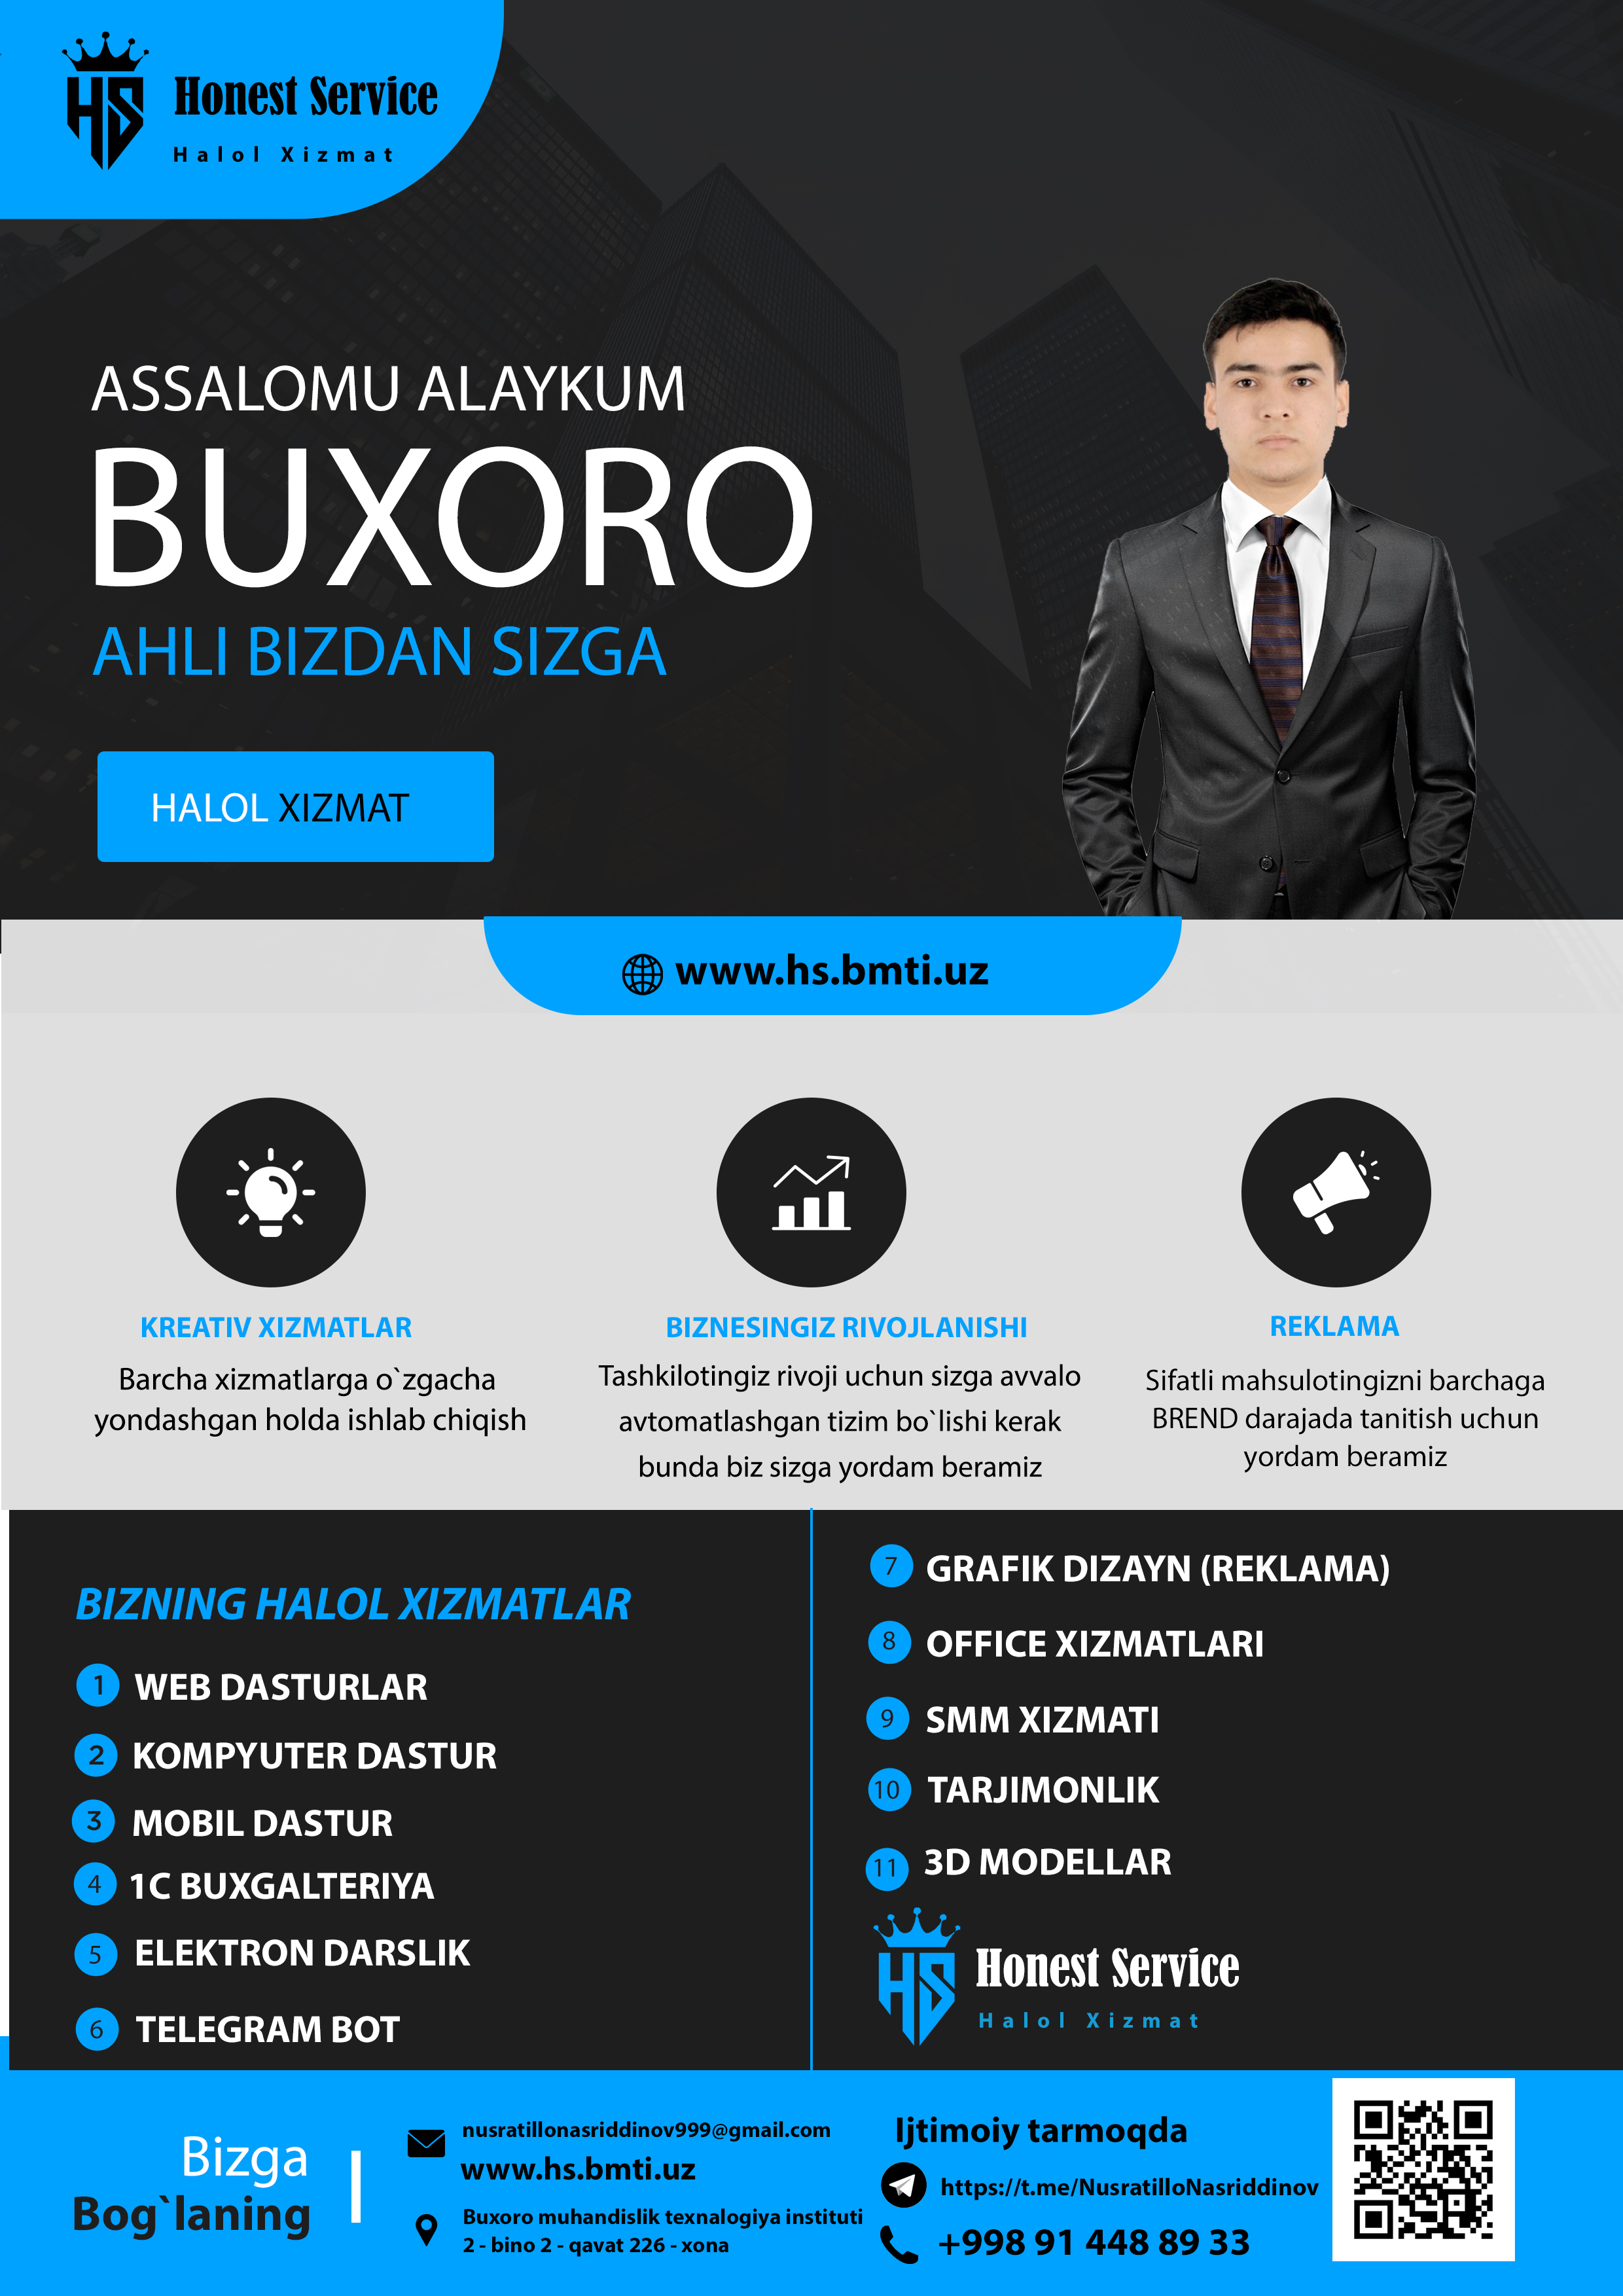 Honest Service
Halol Xizmat
ASSALOMU ALAYKUM
BUXORO
AHLI BIZDAN SIZGA
HALOL XIZMAT
www.hs.bmti.uz
KREATIV XIZMATLAR
Barcha xizmatlarga o`zgacha
yondashgan holda ishlab chiqish
BIZNESINGIZ RIVOJLANISHI
Tashkilotingiz rivoji uchun sizga avvalo
avtomatlashgan tizim bo`lishi kerak
bunda biz sizga yordam beramiz
REKLAMA
Sifatli mahsulotingizni barchaga
BREND darajada tanitish uchun
yordam beramiz
BIZNING HALOL XIZMATLAR
1 WEB DASTURLAR
2 KOMPYUTER DASTUR
3 MOBIL DASTUR
4 1C BUXGALTERIYA
5 ELEKTRON DARSLIK
6 TELEGRAM BOT
7 GRAFIK DIZAYN (REKLAMA)
8 OFFICE XIZMATLARI
9 SMM XIZMATI
10 TARJIMONLIK
11 3D MODELLAR
Honest Service
Halol Xizmat
Bizga
Bog`laning
nusratillonasriddinov999@gmail.com
www.hs.bmti.uz
Buxoro muhandislik texnalogiya instituti
2 - bino 2 - qavat 226 - xona
Ijtimoiy tarmoqda
https://t.me/NusratilloNasriddinov
+998 91 448 89 33